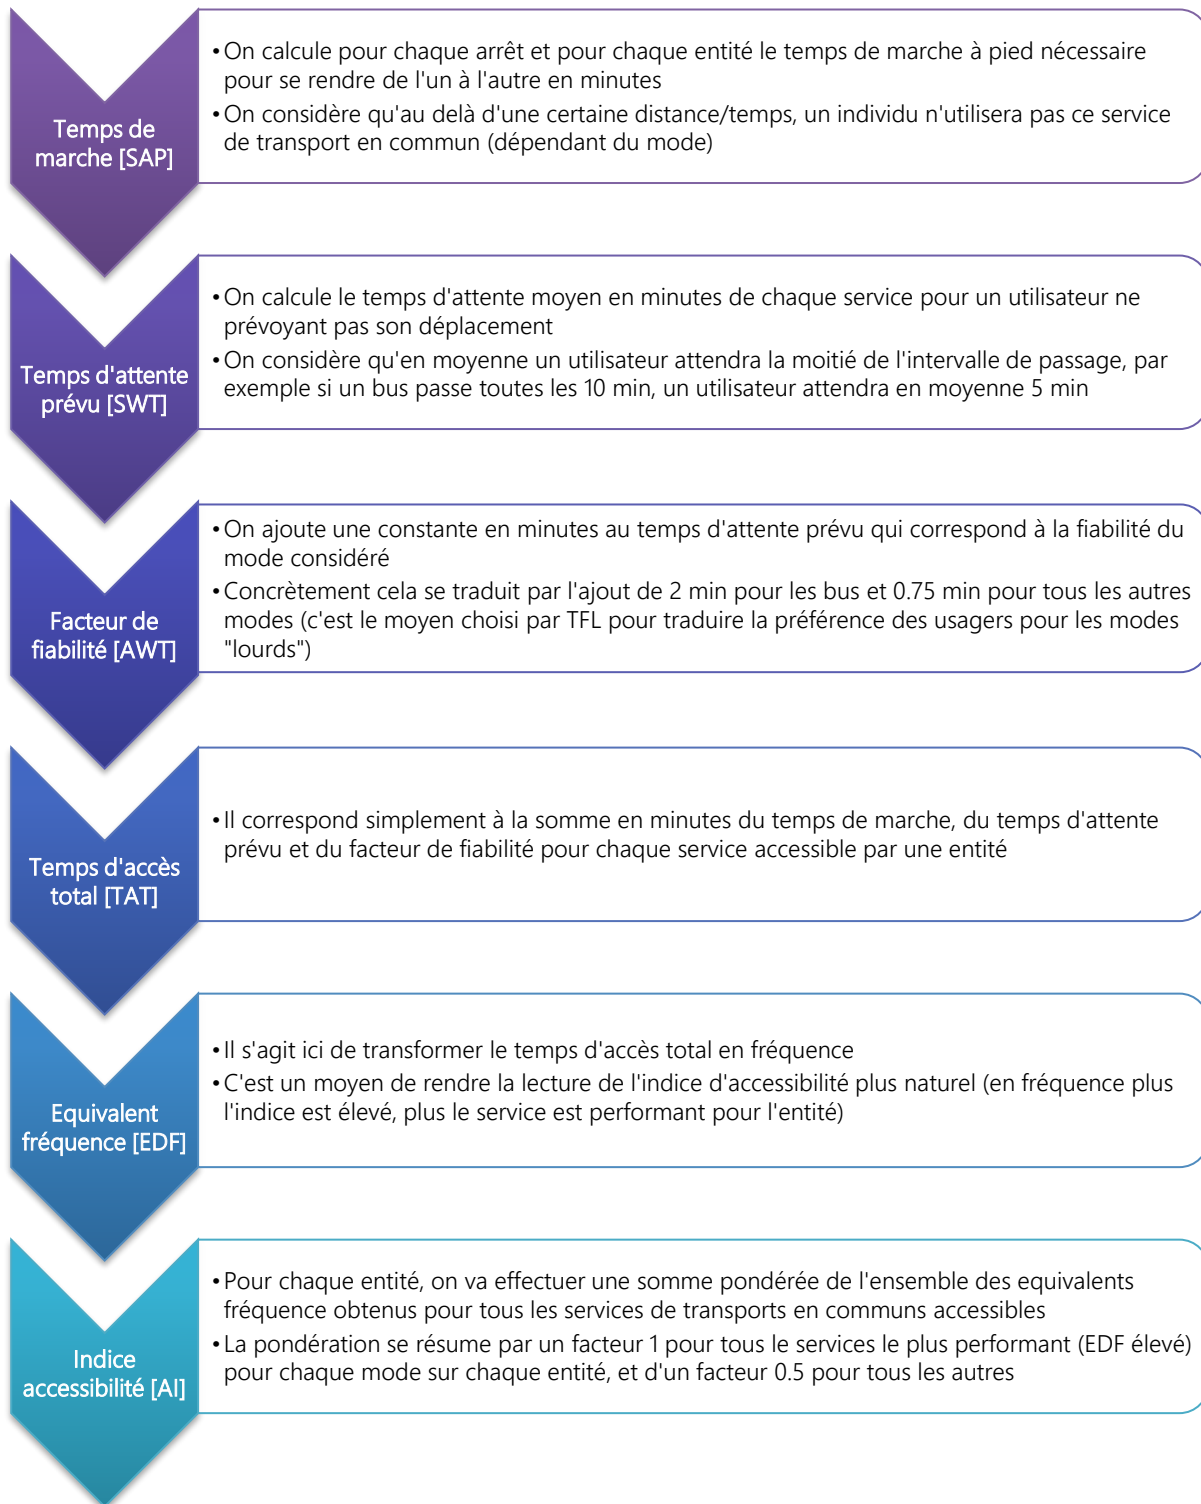 Temps de
marche [SAP]
•On calcule pour chaque arrêt et pour chaque entité le temps de marche à pied nécessaire
pour se rendre de l'un à l'autre en minutes
•On considère qu'au delà d'une certaine distance/temps, un individu n'utilisera pas ce service
de transport en commun (dépendant du mode)
Temps d'attente
prévu [SWT]
•On calcule le temps d'attente moyen en minutes de chaque service pour un utilisateur ne
prévoyant pas son déplacement
•On considère qu'en moyenne un utilisateur attendra la moitié de l'intervalle de passage, par
exemple si un bus passe toutes les 10 min, un utilisateur attendra en moyenne 5 min
Facteur de
fiabilité [AWT]
•On ajoute une constante en minutes au temps d'attente prévu qui correspond à la fiabilité du
mode considéré
•Concrètement cela se traduit par l'ajout de 2 min pour les bus et 0.75 min pour tous les autres
modes (c'est le moyen choisi par TFL pour traduire la préférence des usagers pour les modes
"lourds")
Temps d'accès
total [TAT]
•Il correspond simplement à la somme en minutes du temps de marche, du temps d'attente
prévu et du facteur de fiabilité pour chaque service accessible par une entité
Equivalent
fréquence [EDF]
•Il s'agit ici de transformer le temps d'accès total en fréquence
•C'est un moyen de rendre la lecture de l'indice d'accessibilité plus naturel (en fréquence plus
l'indice est élevé, plus le service est performant pour l'entité)
Indice
accessibilité [AI]
•Pour chaque entité, on va effectuer une somme pondérée de l'ensemble des equivalents
fréquence obtenus pour tous les services de transports en communs accessibles
•La pondération se résume par un facteur 1 pour tous le services le plus performant (EDF élevé)
pour chaque mode sur chaque entité, et d'un facteur 0.5 pour tous les autres